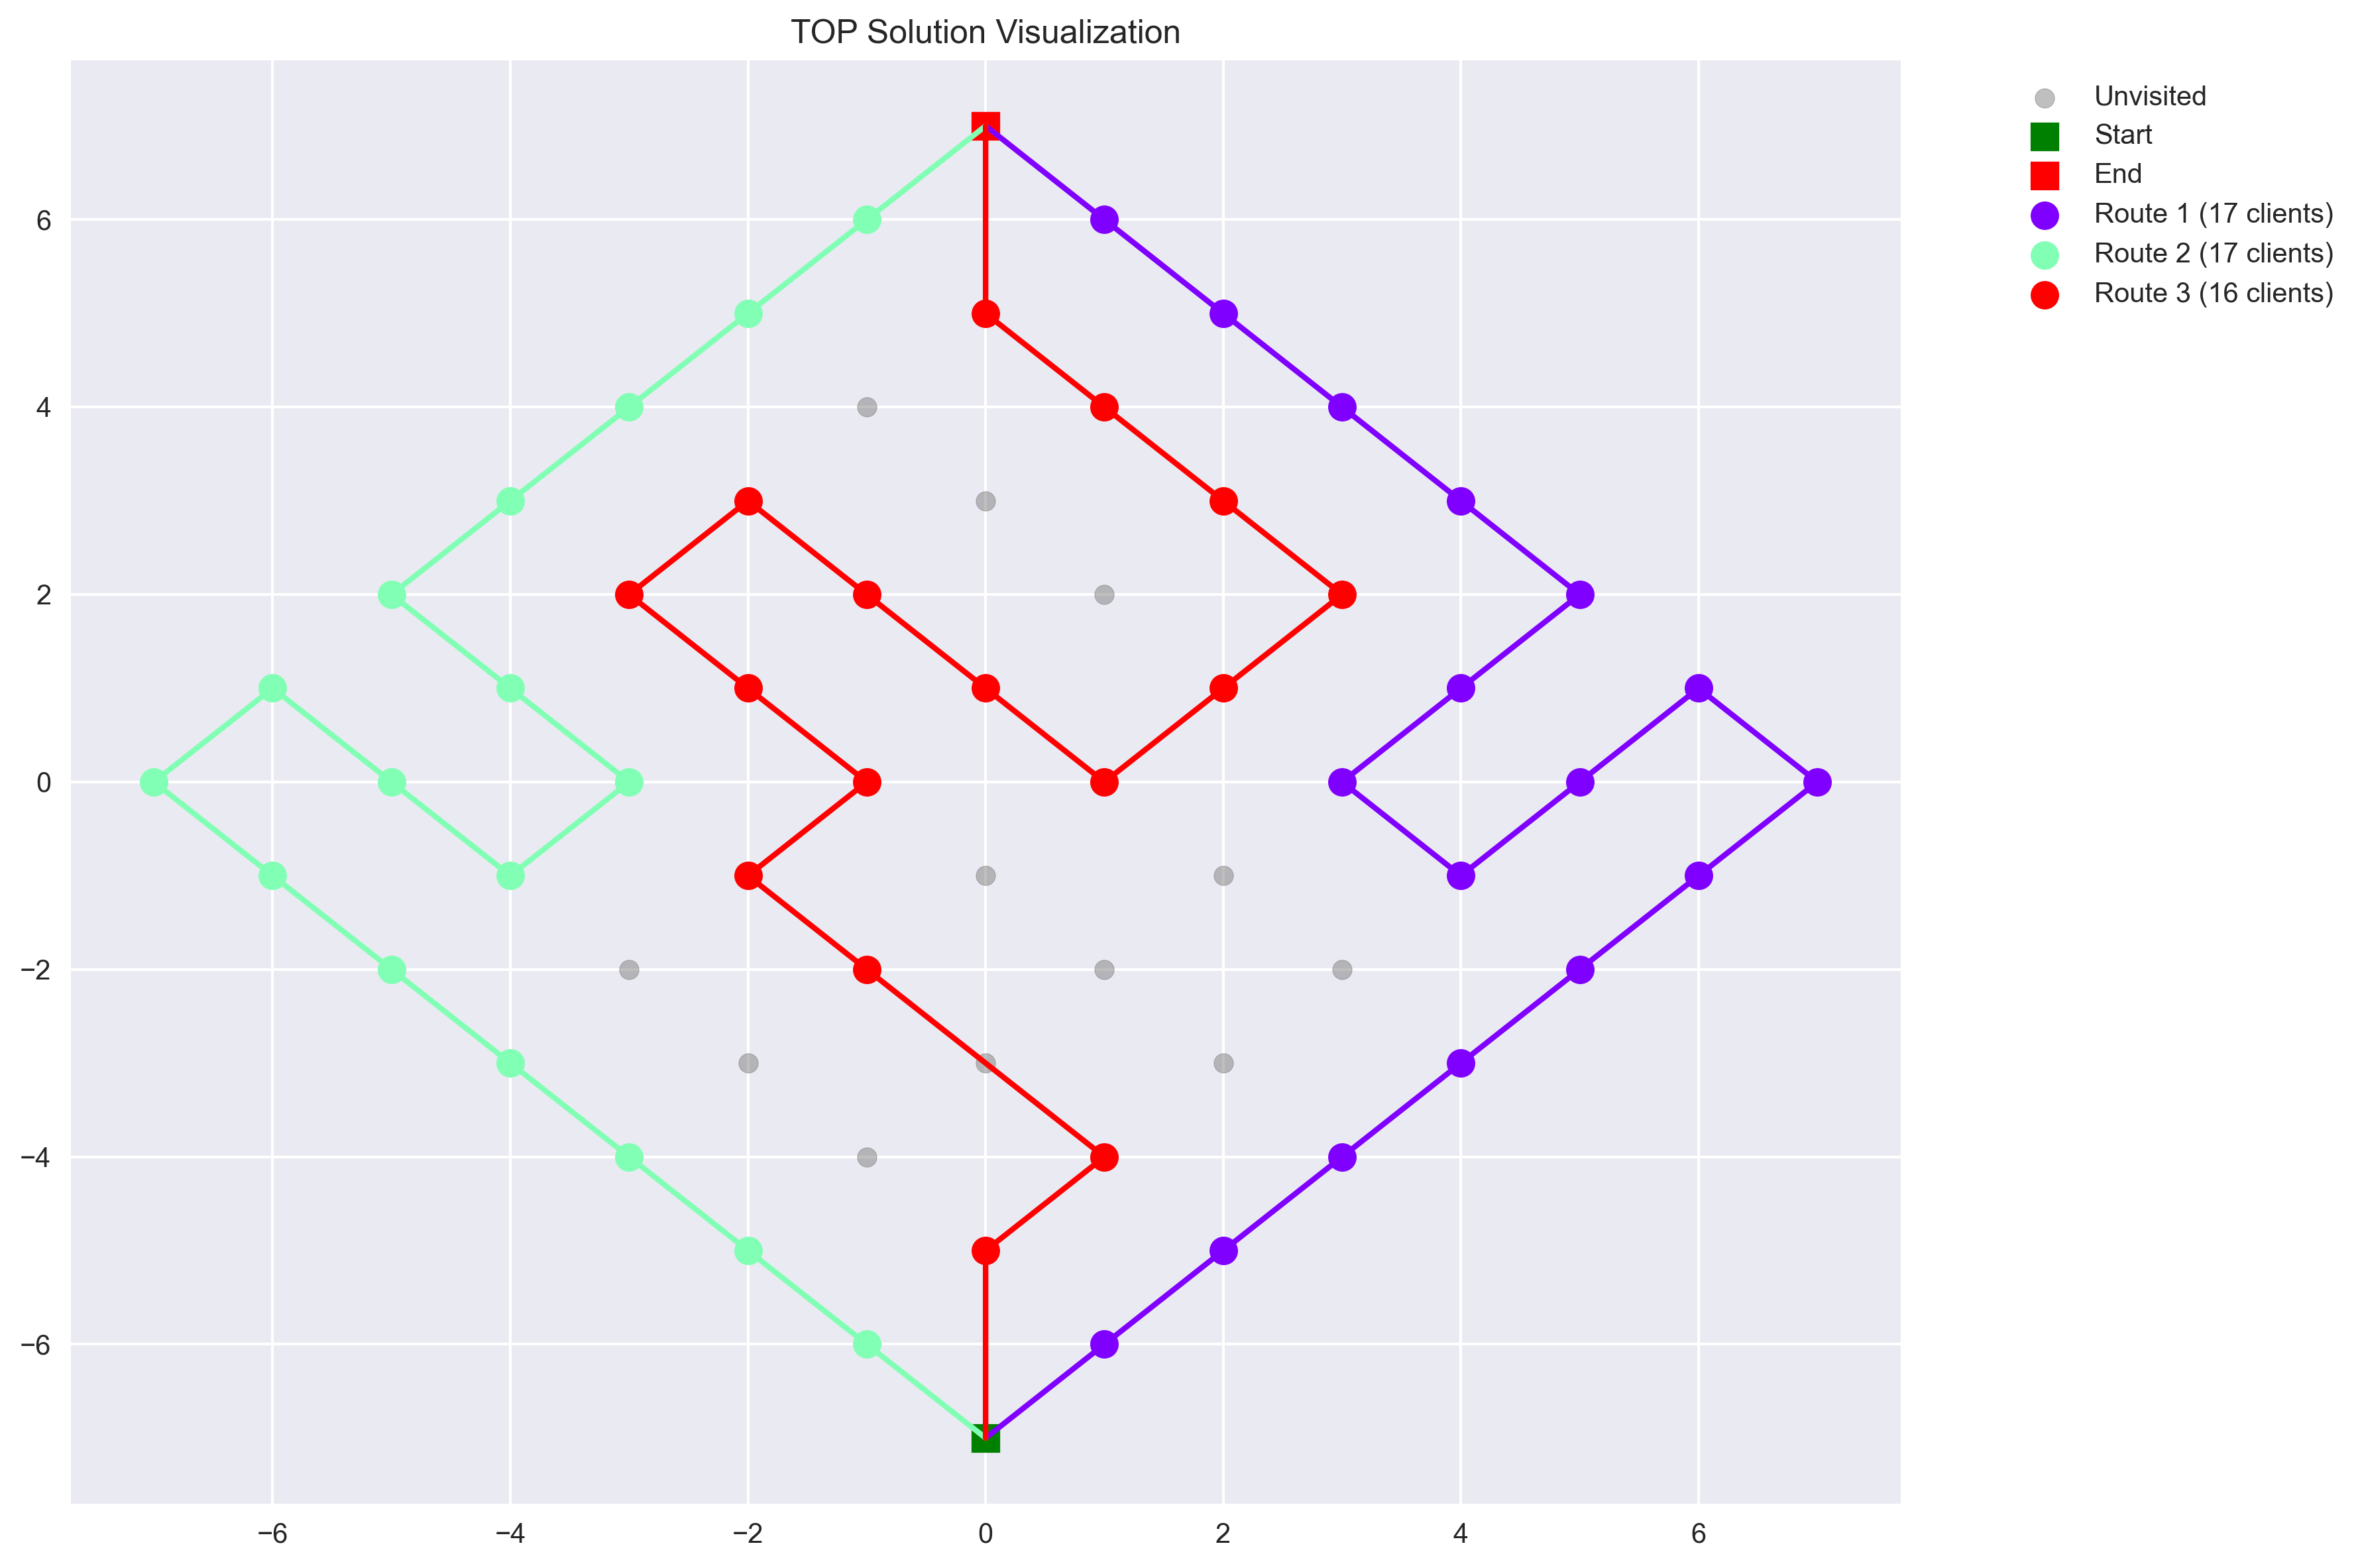 TOP Solution Visualization
Unvisited
Start
End
Route 1 (17 clients)
Route 2 (17 clients)
Route 3 (16 clients)
6
4
2
0
−2
−4
−6
−6
−4
−2
0
2
4
6